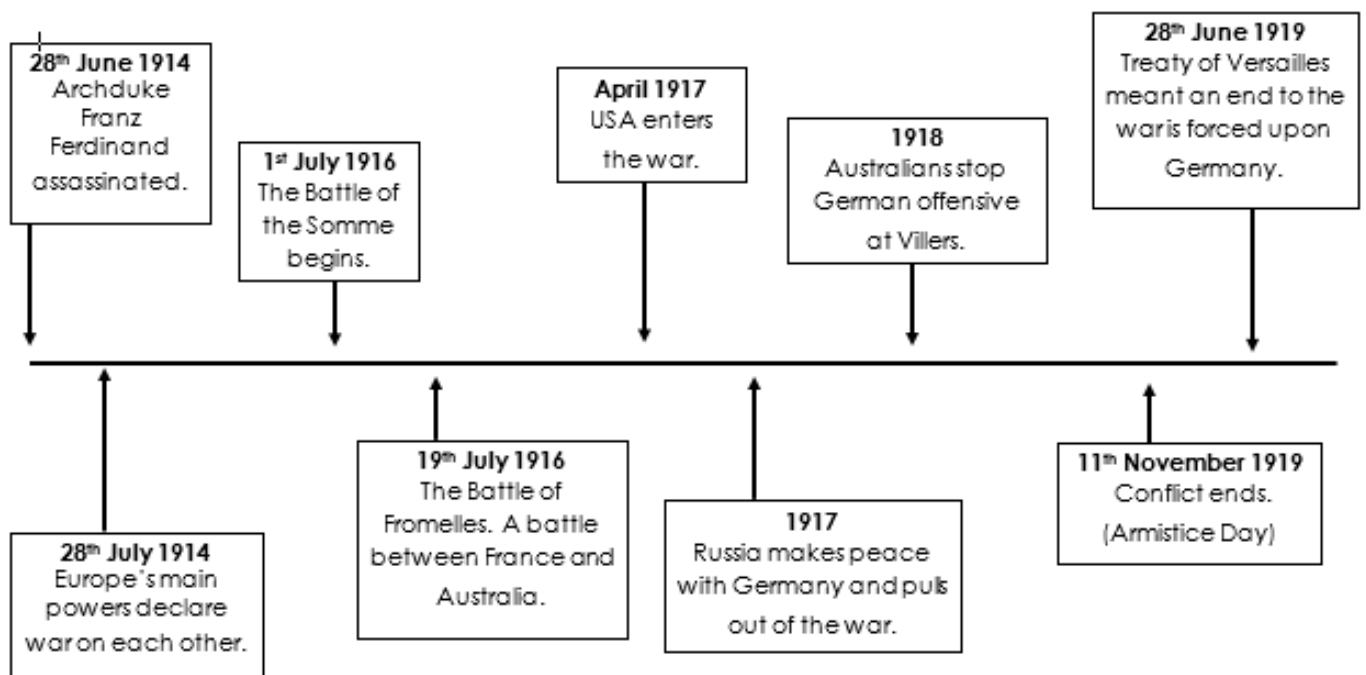 28th June 1914
Archduke
Franz
Ferdinand
assassinated.
1st July 1916
The Battle of
the Somme
begins.
April 1917
USA enters
the war.
1918
Australians stop
German offensive
at Villers.
28th June 1919
Treaty of Versailles
meant an end to the
war is forced upon
Germany.
28th July 1914
Europe's main
powers declare
war on each other.
19th July 1916
The Battle of
Fromelles. A battle
between France and
Australia.
1917
Russia makes peace
with Germany and pulls
out of the war.
11th November 1919
Conflict ends.
(Armistice Day)